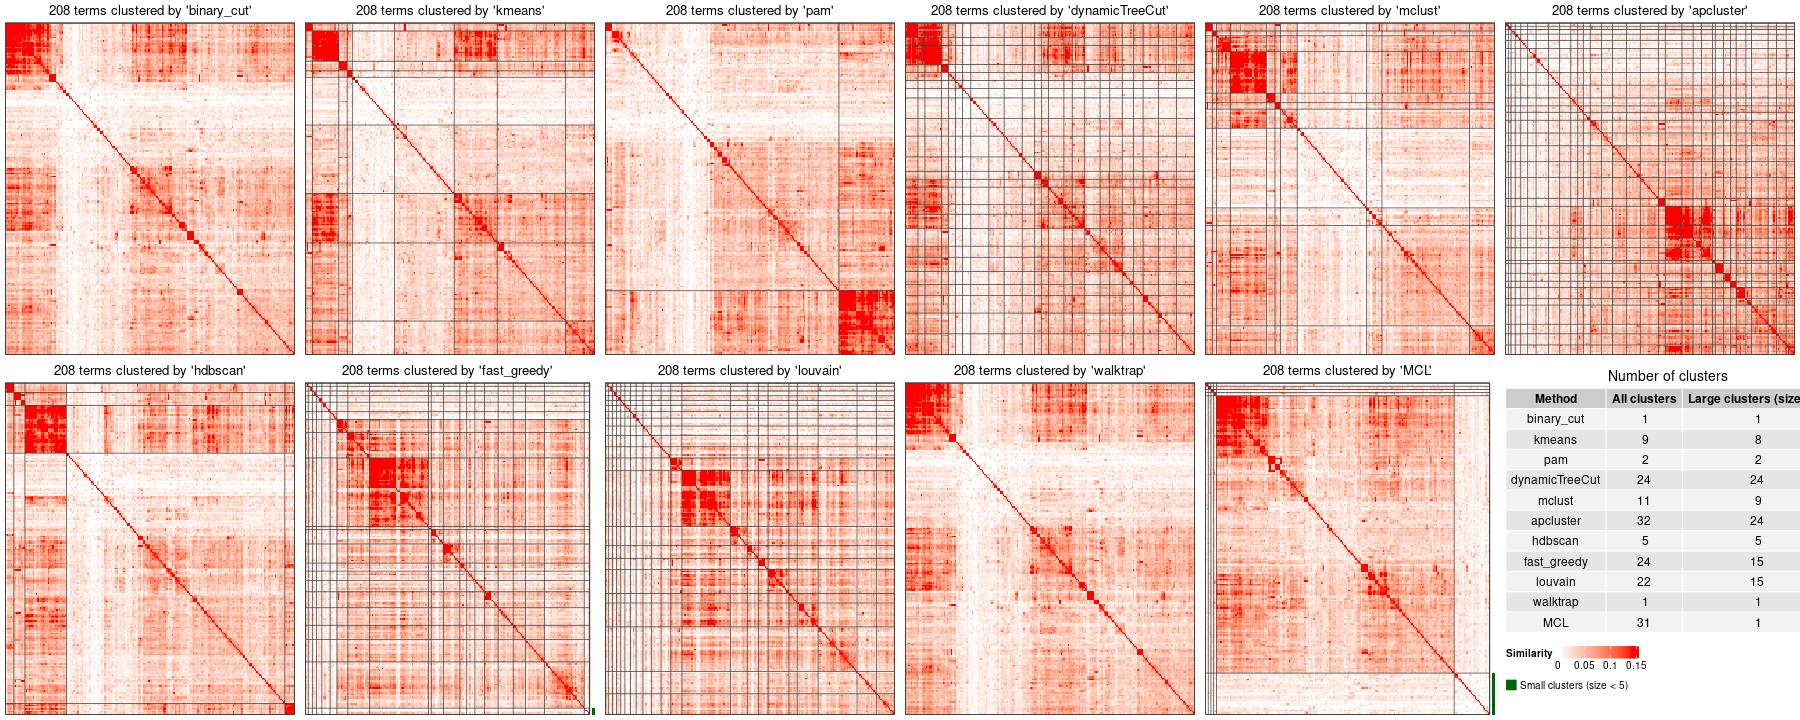 208 terms clustered by 'binary_cut'
208 terms clustered by 'kmeans'
208 terms clustered by 'pam'
208 terms clustered by 'dynamicTreeCut'
208 terms clustered by 'mclust'
208 terms clustered by 'apcluster'
208 terms clustered by 'hdbscan'
208 terms clustered by 'fast_greedy'
208 terms clustered by 'louvain'
208 terms clustered by 'walktrap'
208 terms clustered by 'MCL'
Number of clusters
Method All clusters Large clusters (size
binary_cut 1 1
kmeans 9 8
pam 2 2
dynamicTreeCut 24 24
mclust 11 9
apcluster 32 24
hdbscan 5 5
fast_greedy 24 15
louvain 22 15
walktrap 1 1
MCL 31 1
Similarity
0 0.05 0.1 0.15
Small clusters (size < 5)